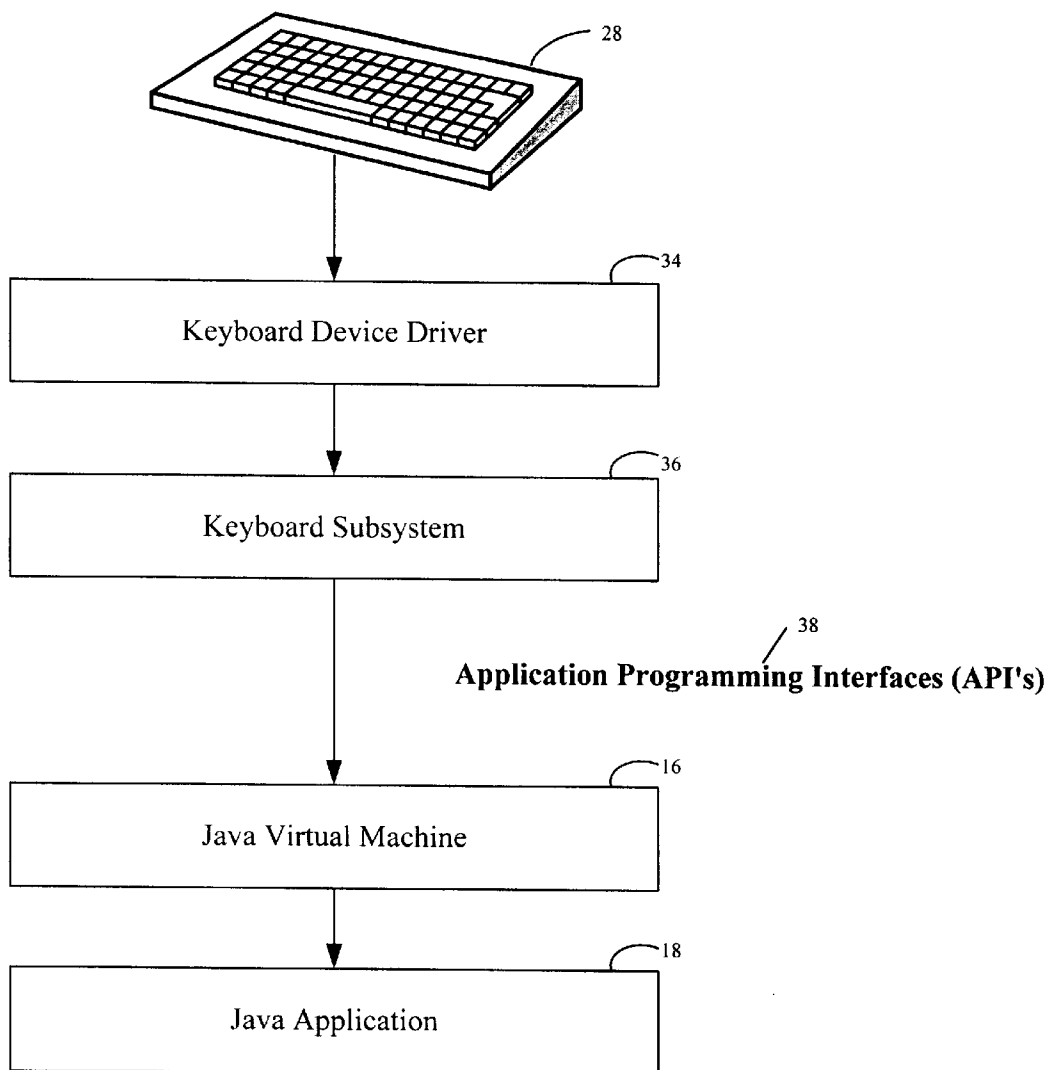 28
34
Keyboard Device Driver
36
Keyboard Subsystem
38
Application Programming Interfaces (API's)
16
Java Virtual Machine
18
Java Application